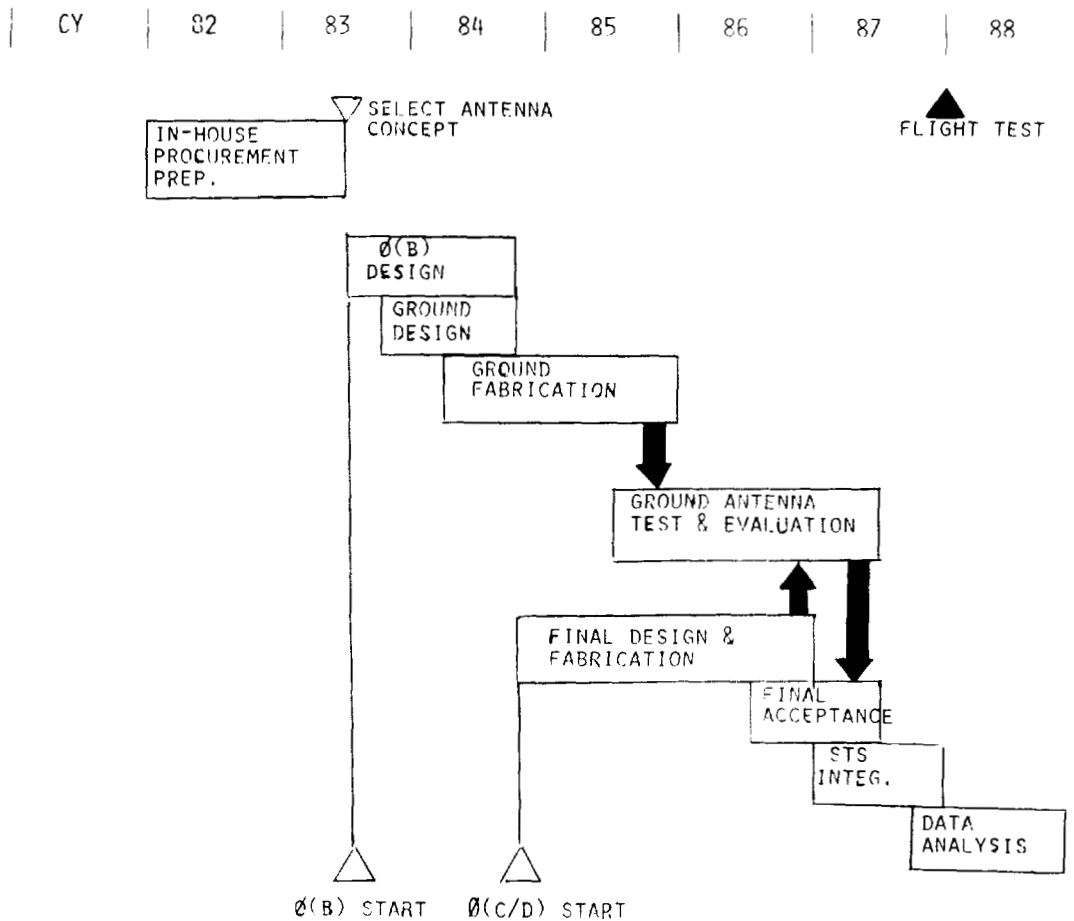 CY 82 83 84 85 86 87 88
SELECT ANTENNA
CONCEPT
FLIGHT TEST
IN-HOUSE
PROCUREMENT
PREP.
Ø(B)
DESIGN
GROUND
DESIGN
GROUND
FABRICATION
GROUND ANTENNA
TEST & EVALUATION
FINAL DESIGN &
FABRICATION
FINAL
ACCEPTANCE
STS
INTEG.
DATA
ANALYSIS
Ø(B) START Ø(C/D) START